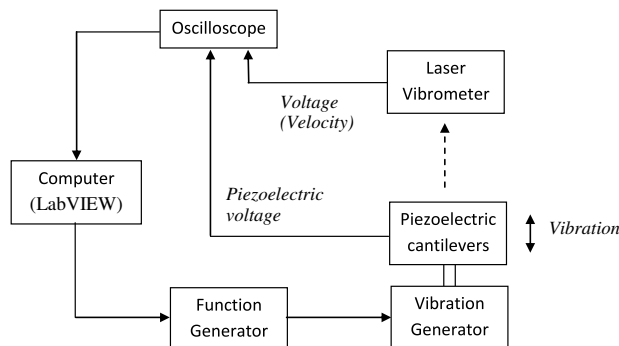 Oscilloscope
Laser
Vibrometer
Voltage
(Velocity)
Computer
(LabVIEW)
Piezoelectric
voltage
Piezoelectric
cantilevers
Vibration
Function
Generator
Vibration
Generator